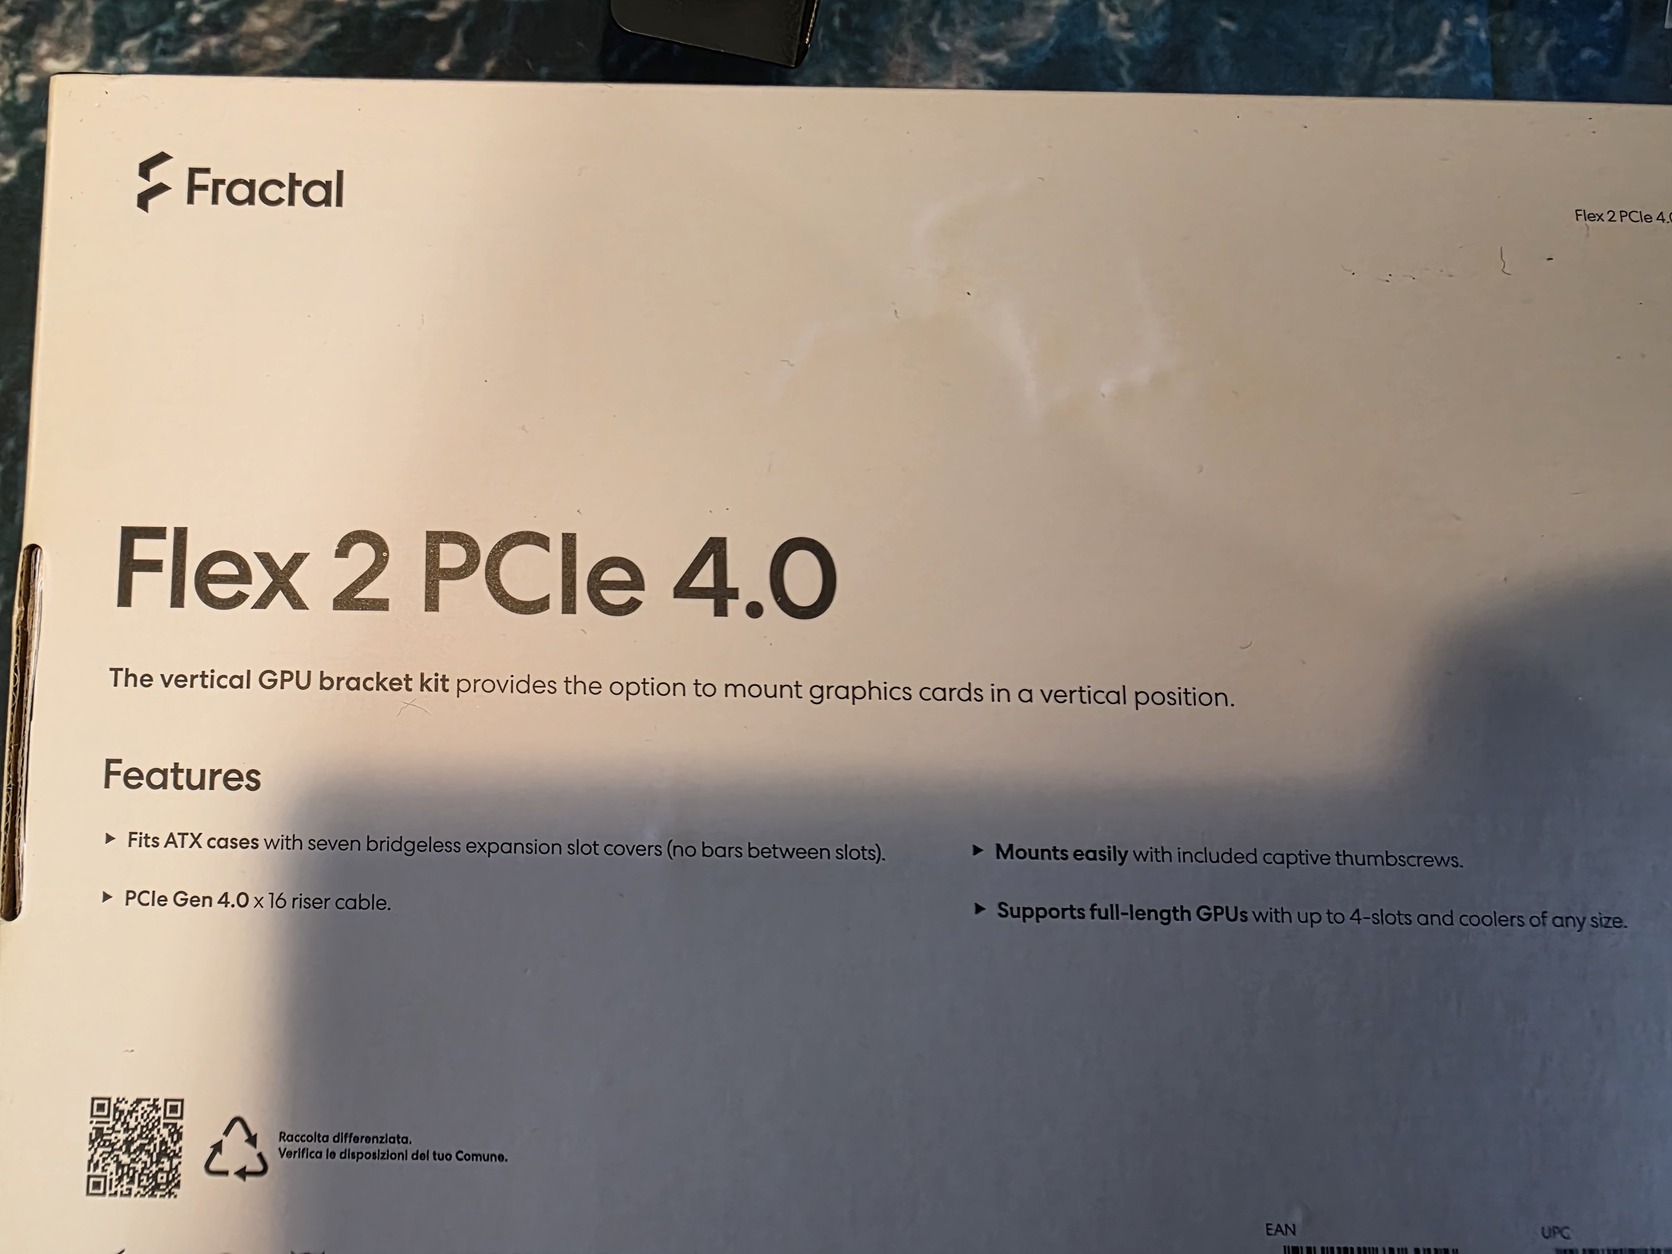 Fractal
Flex 2 PCIe 4.0
Flex 2 PCIe 4.0
The vertical GPU bracket kit provides the option to mount graphics cards in a vertical position.
Features
▸ Fits ATX cases with seven bridgeless expansion slot covers (no bars between slots).
▸ PCIe Gen 4.0 x 16 riser cable.
▸ Mounts easily with included captive thumbscrews.
▸ Supports full-length GPUs with up to 4-slots and coolers of any size.
Raccolta differenziata.
Verifica le disposizioni del tuo Comune.
EAN
UPC